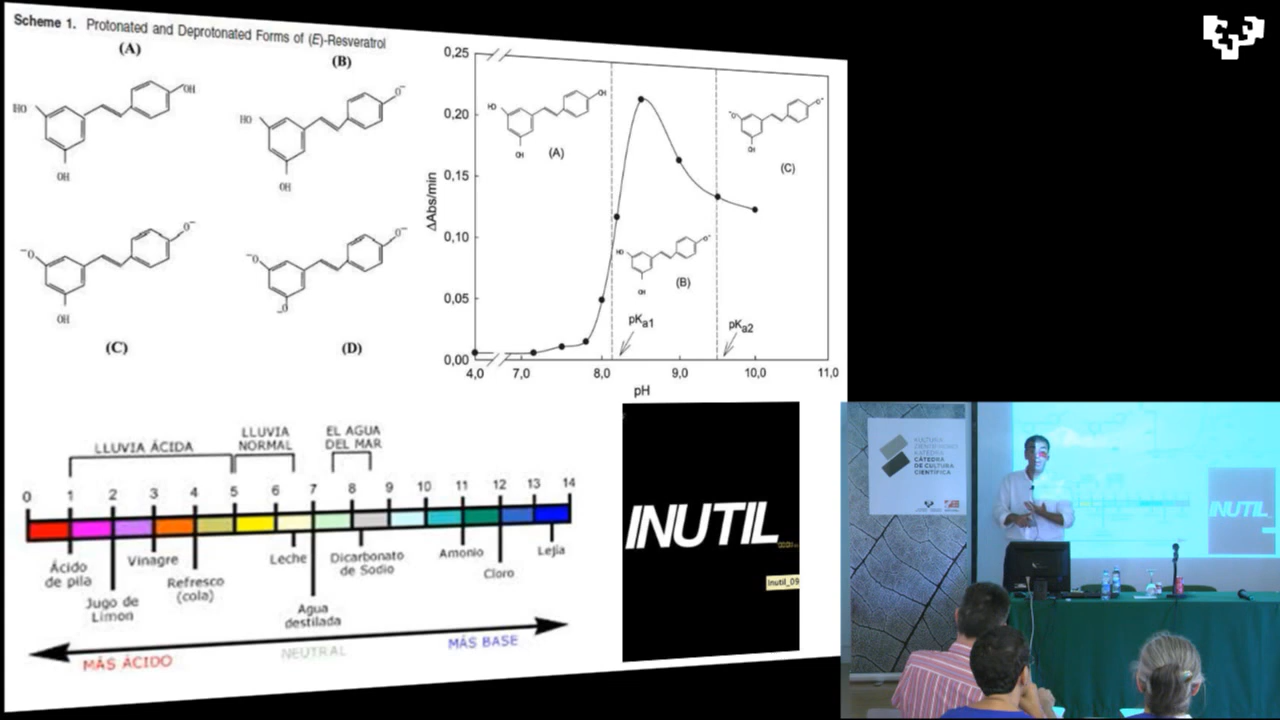 Scheme 1. Protonated and Deprotonated Forms of (E)-Resveratrol
(A)
(B)
HO
OH
OH
HO
O⁻
OH
⁻O
O⁻
OH
⁻O
O⁻
⁻O
(C)
(D)
0,25
0,20
0,15
0,10
0,05
0,00
ΔAbs/min
HO
OH
OH
(A)
⁻O
O⁻
OH
(C)
HO
O⁻
OH
(B)
pKa1
pKa2
4,0 7,0 8,0 9,0 10,0 11,0
pH
LLUVIA ÁCIDA
LLUVIA
NORMAL
EL AGUA
DEL MAR
0 1 2 3 4 5 6 7 8 9 10 11 12 13 14
Ácido
de pila
Jugo de
Limon
Vinagre
Refresco
(cola)
Leche
Agua
destilada
Dicarbonato
de Sodio
Amonio
Cloro
Lejía
MÁS ÁCIDO
NEUTRAL
MÁS BASE
INUTIL
Inutil_09
KULTURA
ZIENTIFIKOKO
KATEDRA
CÁTEDRA
DE CULTURA
CIENTÍFICA
INUTIL